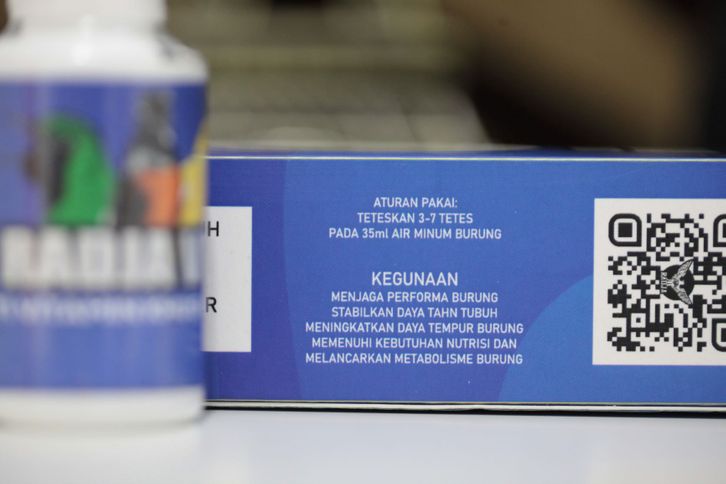 ATURAN PAKAI:
TETESKAN 3-7 TETES
PADA 35ml AIR MINUM BURUNG
KEGUNAAN
MENJAGA PERFORMA BURUNG
STABILKAN DAYA TAHN TUBUH
MENINGKATKAN DAYA TEMPUR BURUNG
MEMENUHI KEBUTUHAN NUTRISI DAN
MELANCARKAN METABOLISME BURUNG